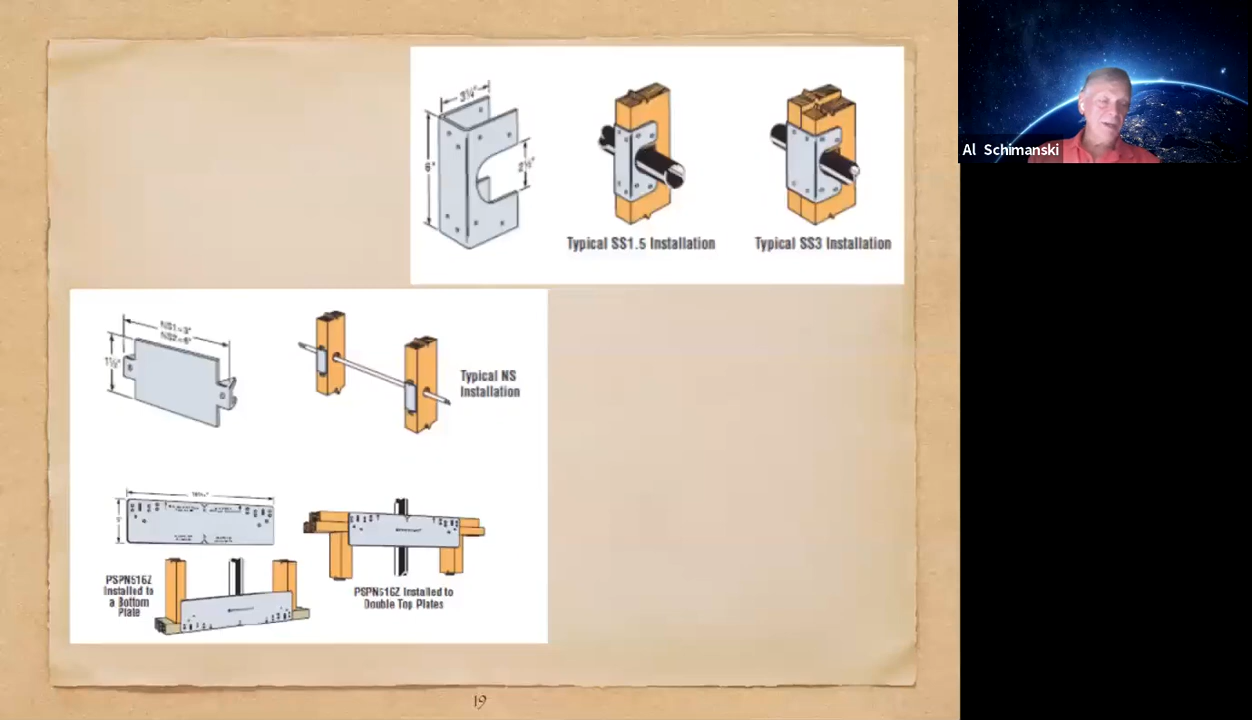 3¼"
6"
2½"
Typical SS1.5 Installation
Typical SS3 Installation
Al Schimanski
NS1=3"
NS2=5"
1½"
Typical NS
Installation
PSPN516Z
Installed to
a Bottom
Plate
PSPN516Z Installed to
Double Top Plates
19